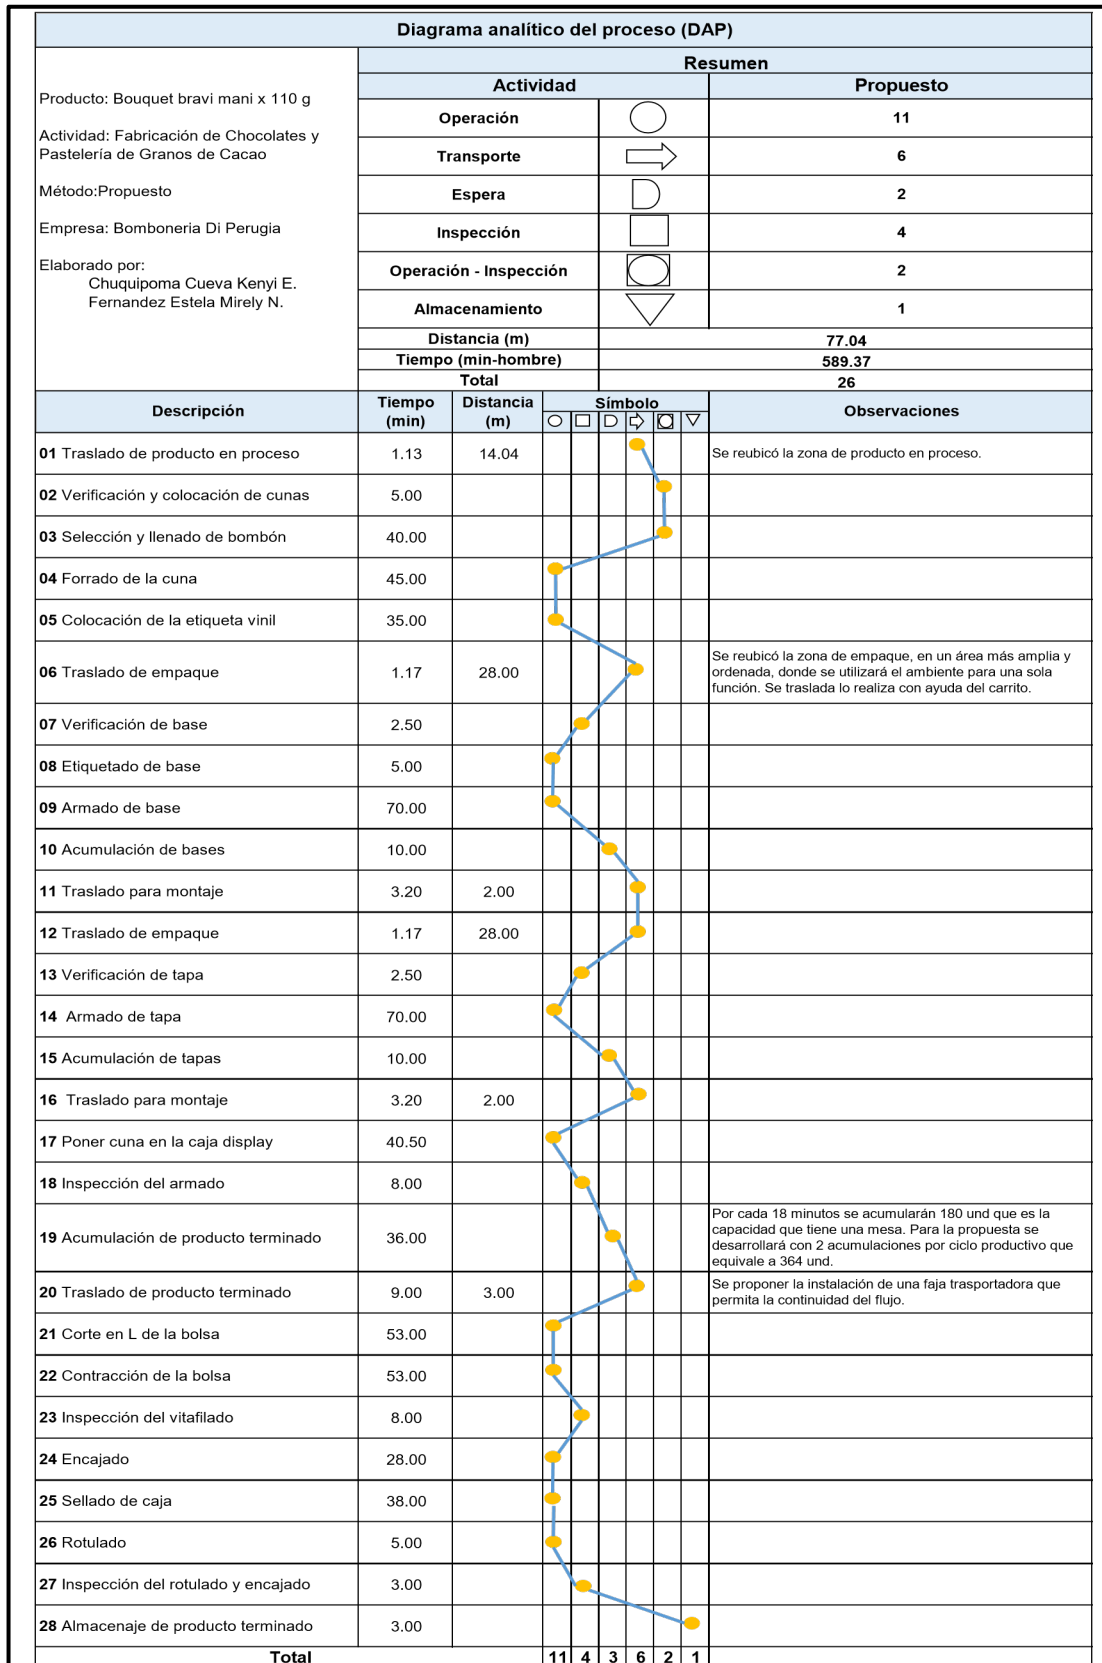 Diagrama analítico del proceso (DAP)
Producto: Bouquet bravi mani x 110 g
Actividad: Fabricación de Chocolates y
Pastelería de Granos de Cacao
Método:Propuesto
Empresa: Bomboneria Di Perugia
Elaborado por:
Chuquipoma Cueva Kenyi E.
Fernandez Estela Mirely N.
Resumen
Actividad Propuesto
Operación 11
Transporte 6
Espera 2
Inspección 4
Operación - Inspección 2
Almacenamiento 1
Distancia (m) 77.04
Tiempo (min-hombre) 589.37
Total 26
Descripción Tiempo (min) Distancia (m) Símbolo Observaciones
01 Traslado de producto en proceso 1.13 14.04 Se reubicó la zona de producto en proceso.
02 Verificación y colocación de cunas 5.00
03 Selección y llenado de bombón 40.00
04 Forrado de la cuna 45.00
05 Colocación de la etiqueta vinil 35.00
06 Traslado de empaque 1.17 28.00
Se reubicó la zona de empaque, en un área más amplia y
ordenada, donde se utilizará el ambiente para una sola
función. Se traslada lo realiza con ayuda del carrito.
07 Verificación de base 2.50
08 Etiquetado de base 5.00
09 Armado de base 70.00
10 Acumulación de bases 10.00
11 Traslado para montaje 3.20 2.00
12 Traslado de empaque 1.17 28.00
13 Verificación de tapa 2.50
14 Armado de tapa 70.00
15 Acumulación de tapas 10.00
16 Traslado para montaje 3.20 2.00
17 Poner cuna en la caja display 40.50
18 Inspección del armado 8.00
19 Acumulación de producto terminado 36.00
Por cada 18 minutos se acumularán 180 und que es la
capacidad que tiene una mesa. Para la propuesta se
desarrollará con 2 acumulaciones por ciclo productivo que
equivale a 364 und.
20 Traslado de producto terminado 9.00 3.00
Se proponer la instalación de una faja trasportadora que
permita la continuidad del flujo.
21 Corte en L de la bolsa 53.00
22 Contracción de la bolsa 53.00
23 Inspección del vitafilado 8.00
24 Encajado 28.00
25 Sellado de caja 38.00
26 Rotulado 5.00
27 Inspección del rotulado y encajado 3.00
28 Almacenaje de producto terminado 3.00
Total 11 4 3 6 2 1